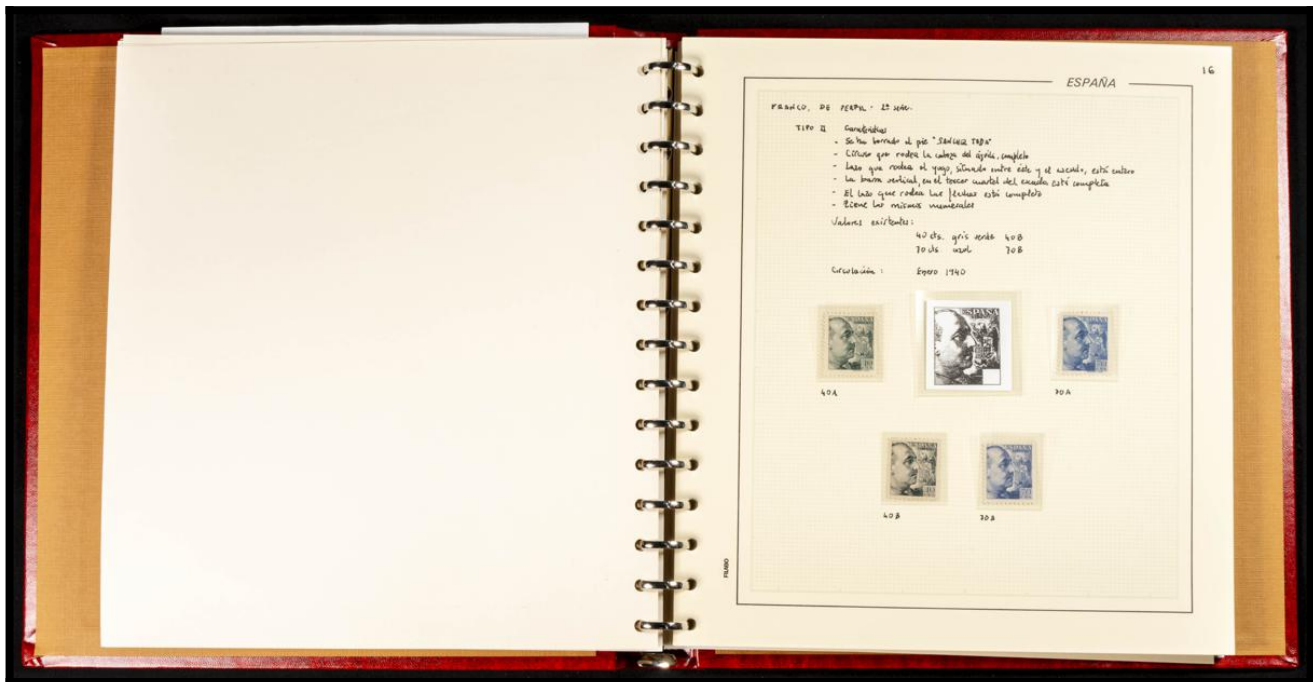 16
ESPAÑA
FRANCO, DE PERFIL - 2ª serie.
TIPO II Características
- Se ha borrado el pie "SANCHEZ TODA"
- Círculo que rodea la cabeza del águila, completo
- Lazo que rodea el yugo, situado entre éste y el escudo, está entero
- La barra vertical, en el tercer cuartel del escudo está completa
- El lazo que rodea las flechas está completo
- Tiene los mismos numerales
Valores existentes:
40 cts. gris verde 40B
70 cts azul 70B
Circulación : Enero 1940
ESPAÑA
40A
70A
ESPAÑA
ESPAÑA
40B
70B
FILABO